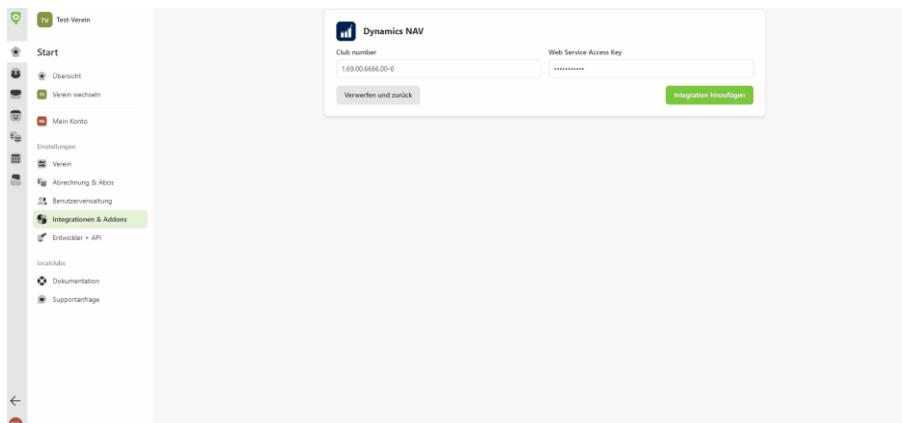 TV Test-Verein
Start
Übersicht
Verein wechseln
Mein Konto
Einstellungen
Verein
Abrechnung & Abos
Benutzerverwaltung
Integrationen & Addons
Entwickler + API
localclubs
Dokumentation
Supportanfrage
Dynamics NAV
Club number
Web Service Access Key
1.69.00.6666.00-0
•••••••••••
Verwerfen und zurück
Integration hinzufügen